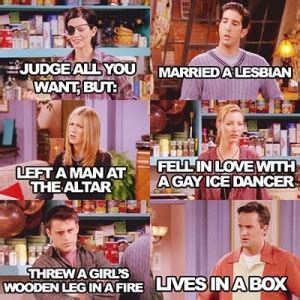 JUDGE ALL YOU
WANT, BUT:
MARRIED A LESBIAN
LEFT A MAN AT
THE ALTAR
FELL IN LOVE WITH
A GAY ICE DANCER
THREW A GIRL'S
WOODEN LEG IN A FIRE
LIVES IN A BOX